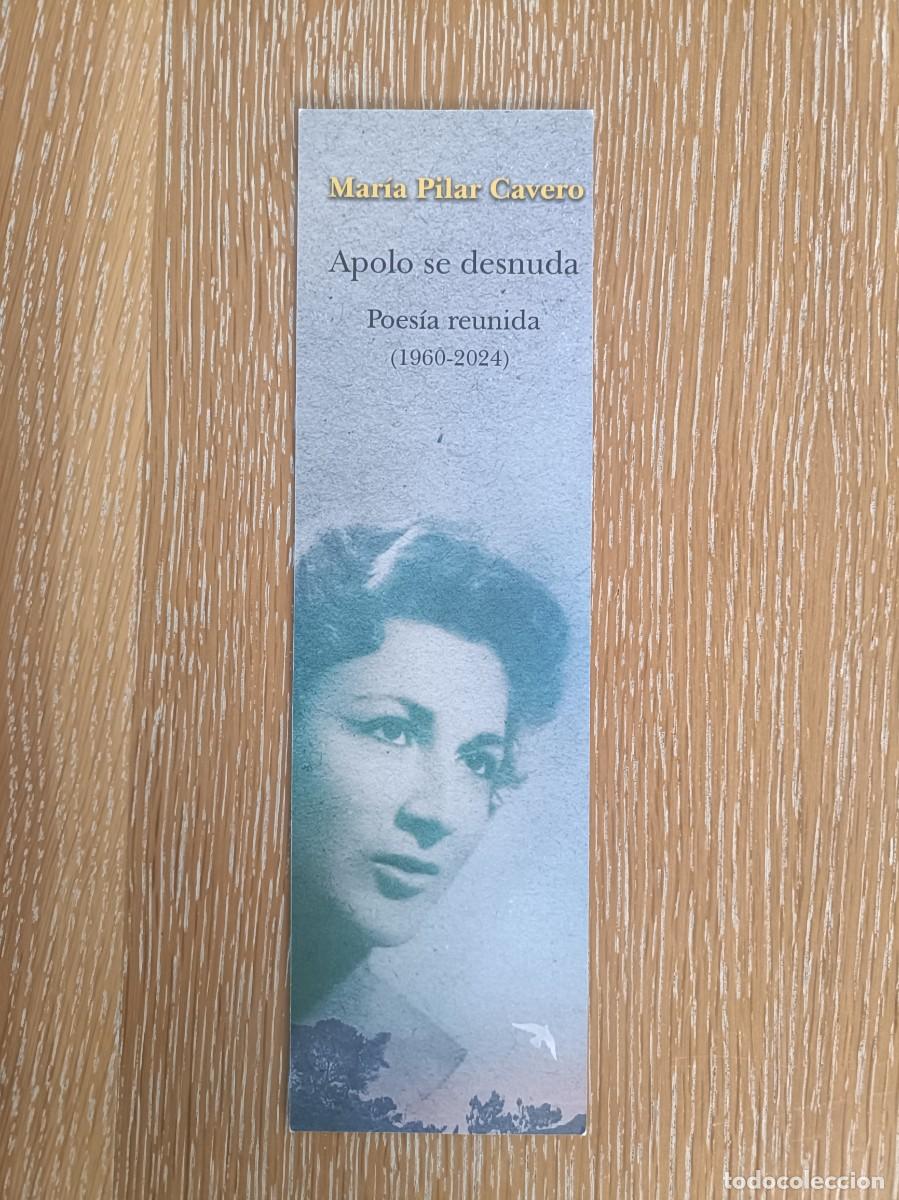 María Pilar Cavero
Apolo se desnuda
Poesía reunida
(1960-2024)
todocoleccion